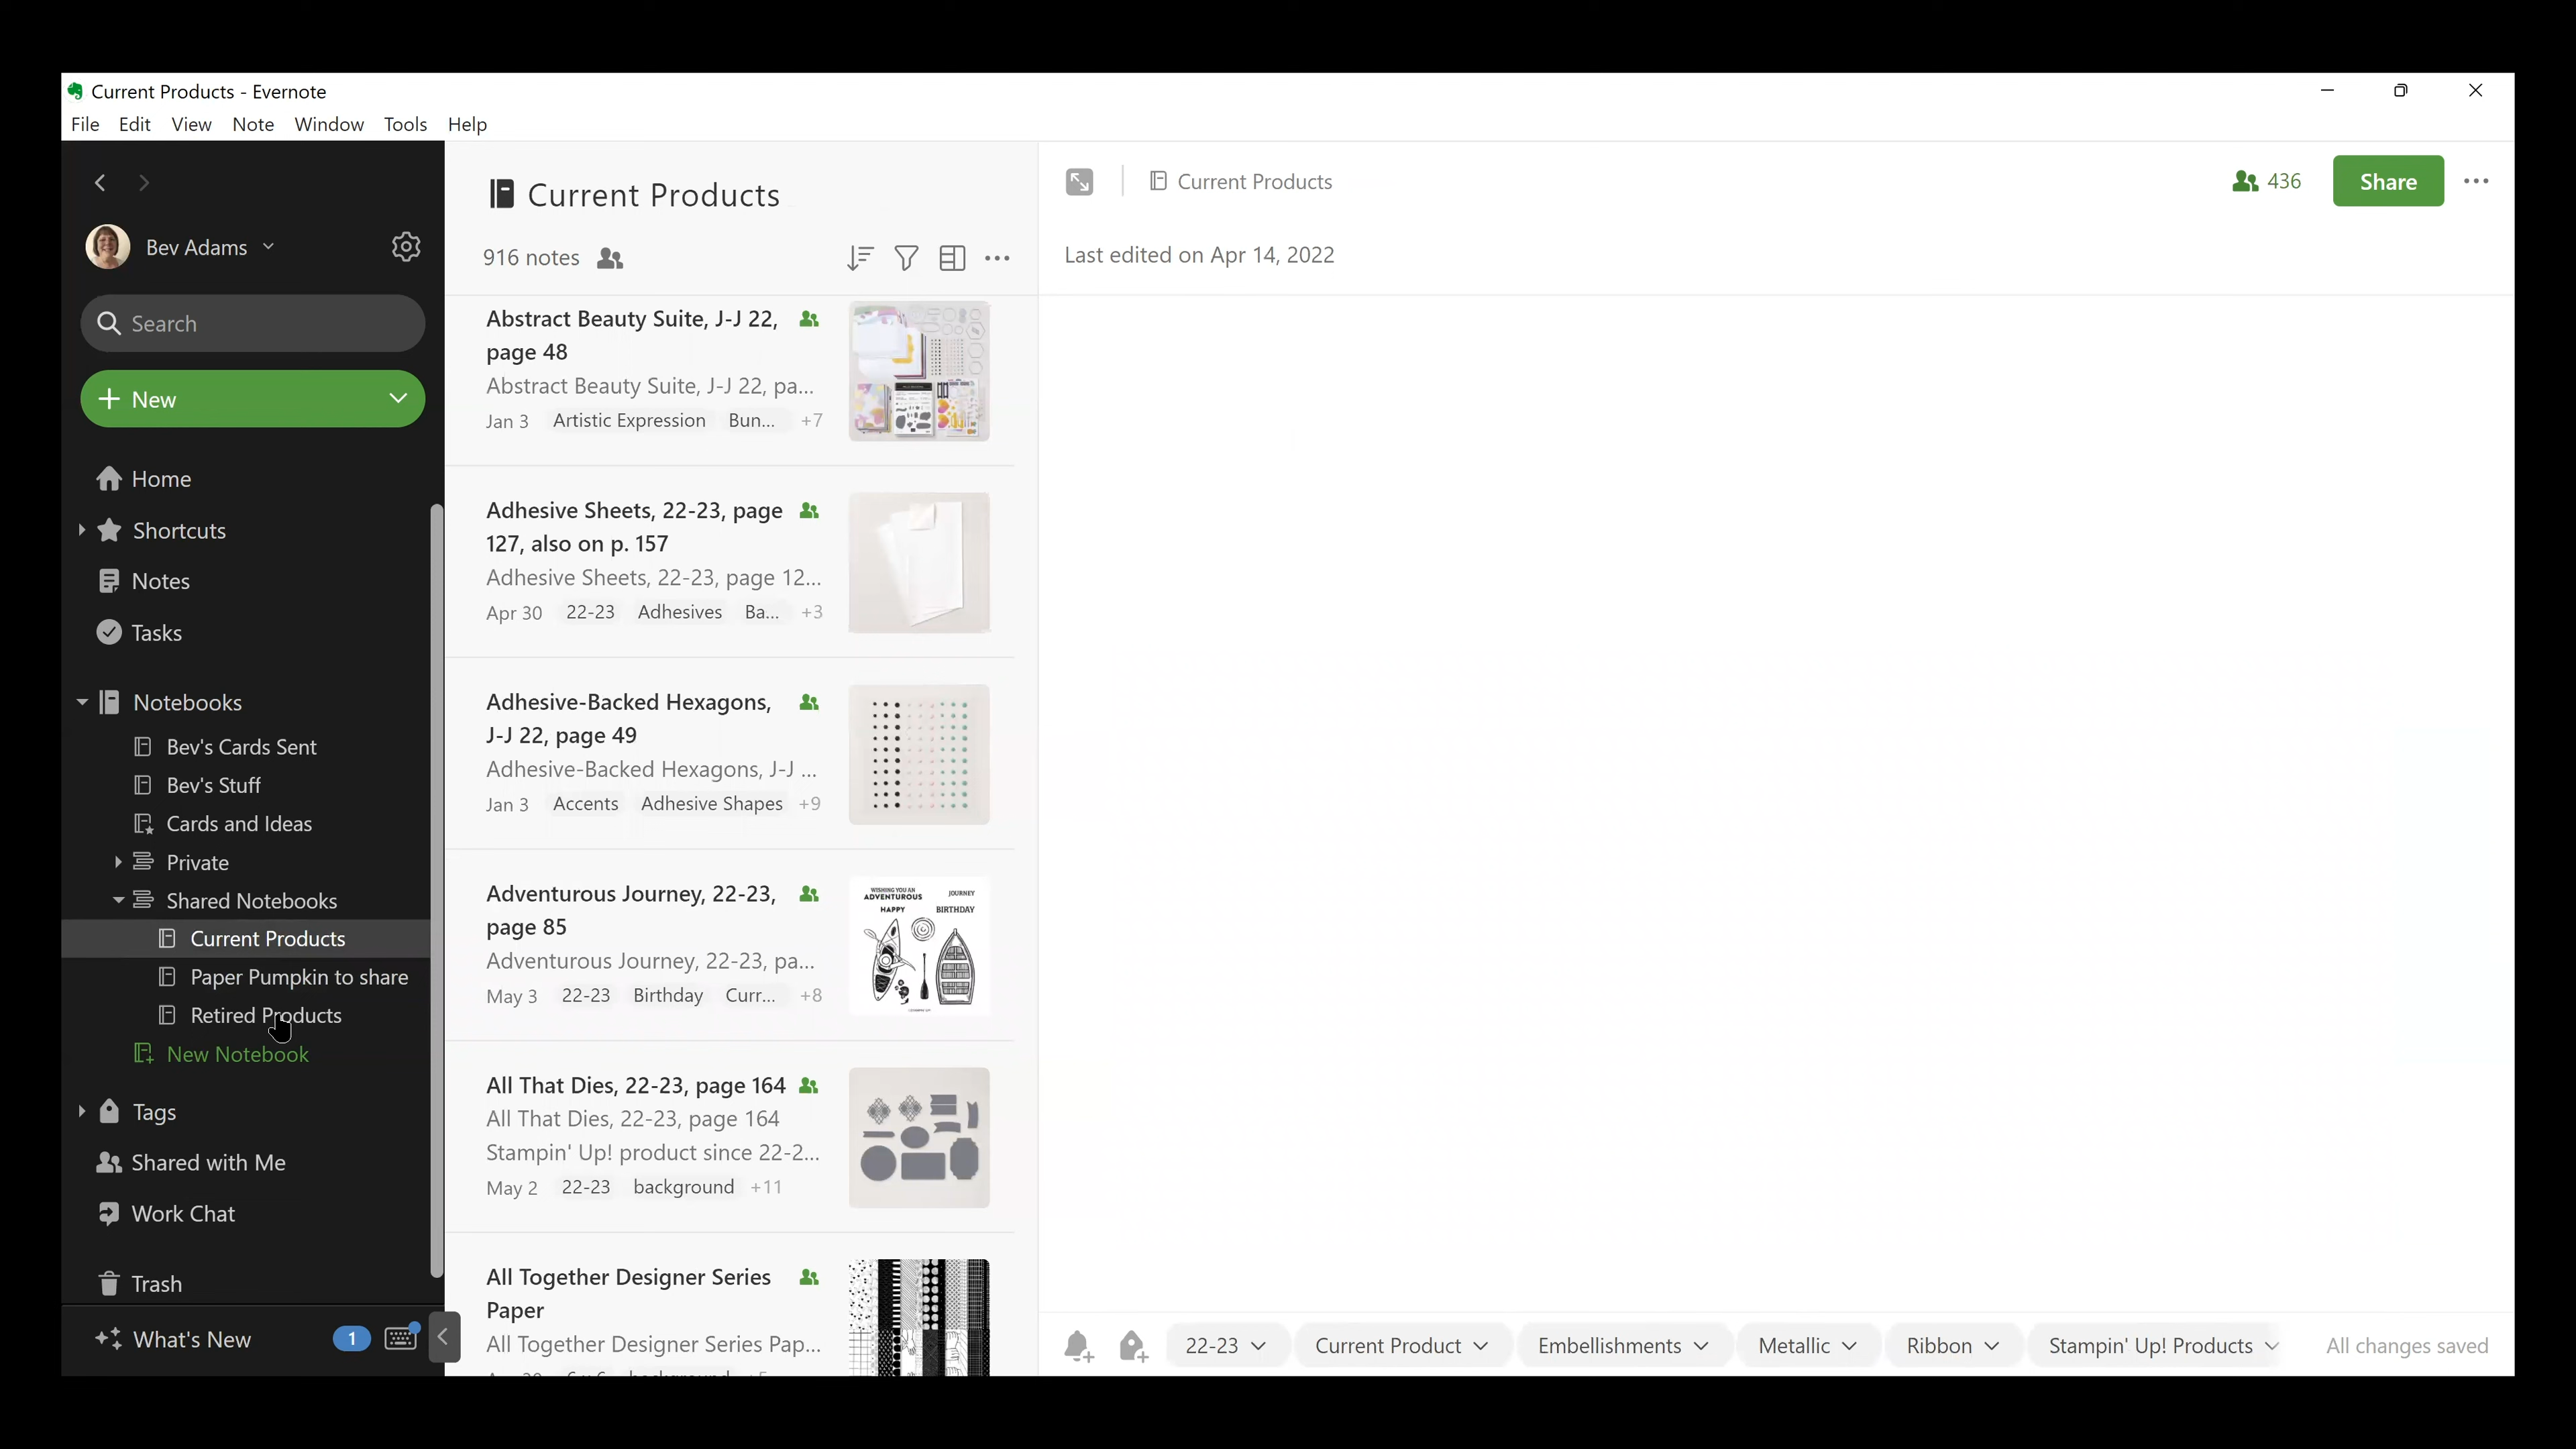 Current Products - Evernote
File Edit View Note Window Tools Help
Bev Adams
Search
New
Home
Shortcuts
Notes
Tasks
Notebooks
Bev's Cards Sent
Bev's Stuff
Cards and Ideas
Private
Shared Notebooks
Current Products
Paper Pumpkin to share
Retired Products
New Notebook
Tags
Shared with Me
Work Chat
Trash
What's New 1
Current Products
916 notes
Abstract Beauty Suite, J-J 22,
page 48
Abstract Beauty Suite, J-J 22, pa...
Jan 3 Artistic Expression Bun... +7
Adhesive Sheets, 22-23, page
127, also on p. 157
Adhesive Sheets, 22-23, page 12...
Apr 30 22-23 Adhesives Ba... +3
Adhesive-Backed Hexagons,
J-J 22, page 49
Adhesive-Backed Hexagons, J-J ...
Jan 3 Accents Adhesive Shapes +9
Adventurous Journey, 22-23,
page 85
Adventurous Journey, 22-23, pa...
May 3 22-23 Birthday Curr... +8
WISHING YOU AN
ADVENTUROUS
JOURNEY
HAPPY BIRTHDAY
All That Dies, 22-23, page 164
All That Dies, 22-23, page 164
Stampin' Up! product since 22-2...
May 2 22-23 background +11
All Together Designer Series
Paper
All Together Designer Series Pap...
Current Products
436
Share
Last edited on Apr 14, 2022
22-23 Current Product Embellishments Metallic Ribbon Stampin' Up! Products All changes saved